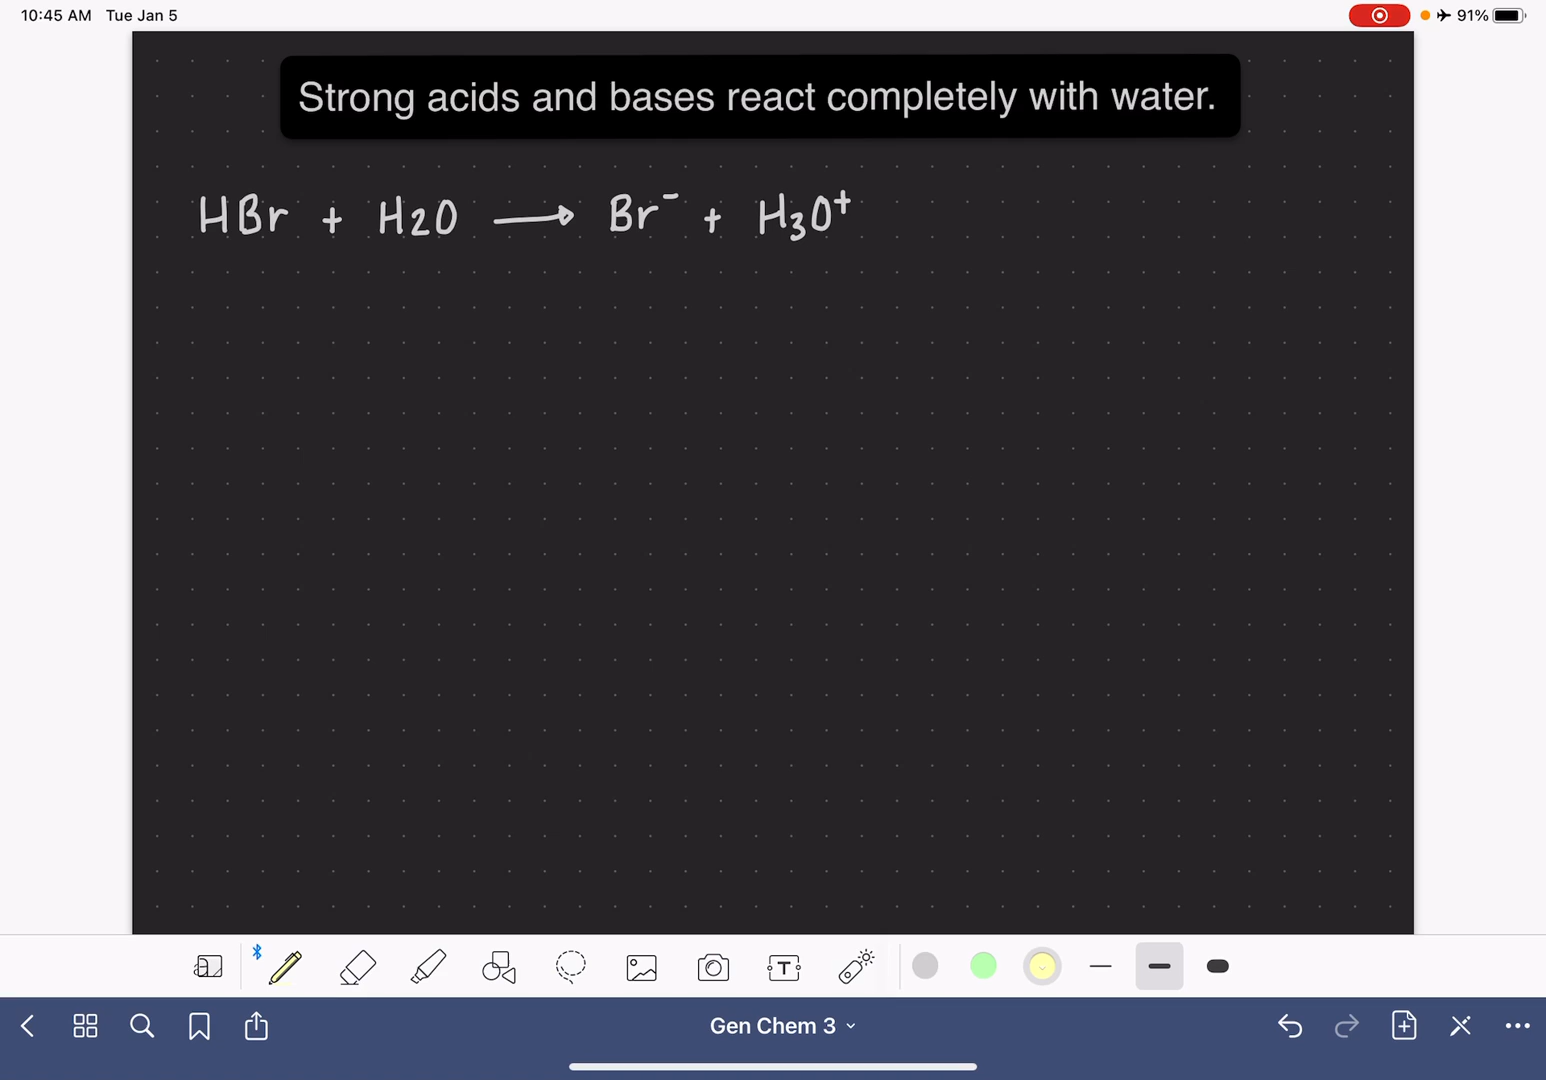 10:45 AM Tue Jan 5 91%
Strong acids and bases react completely with water.
HBr + H2O → Br⁻ + H₃O⁺
Gen Chem 3